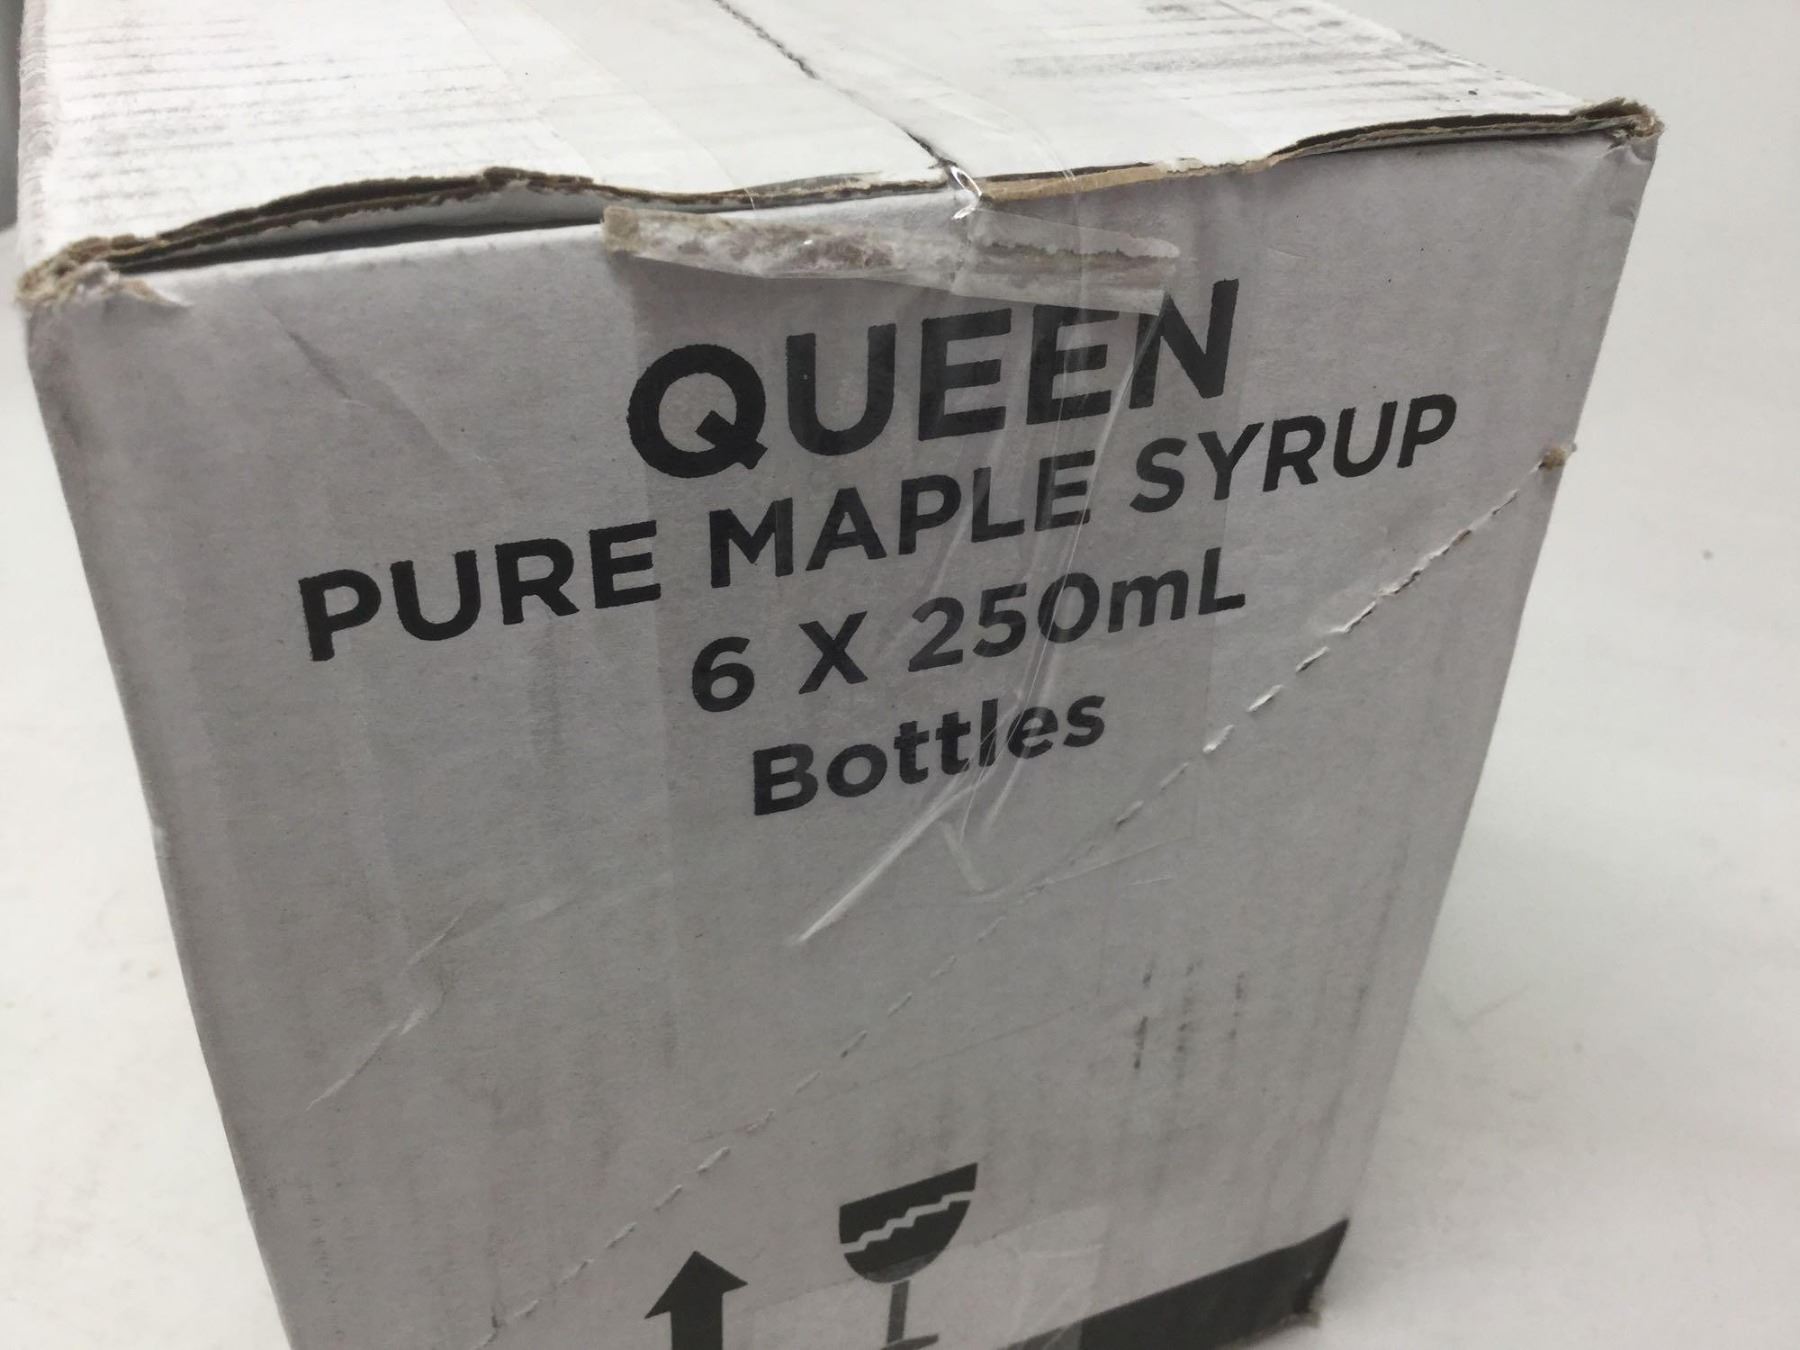 QUEEN
PURE MAPLE SYRUP
6 X 250mL
Bottles